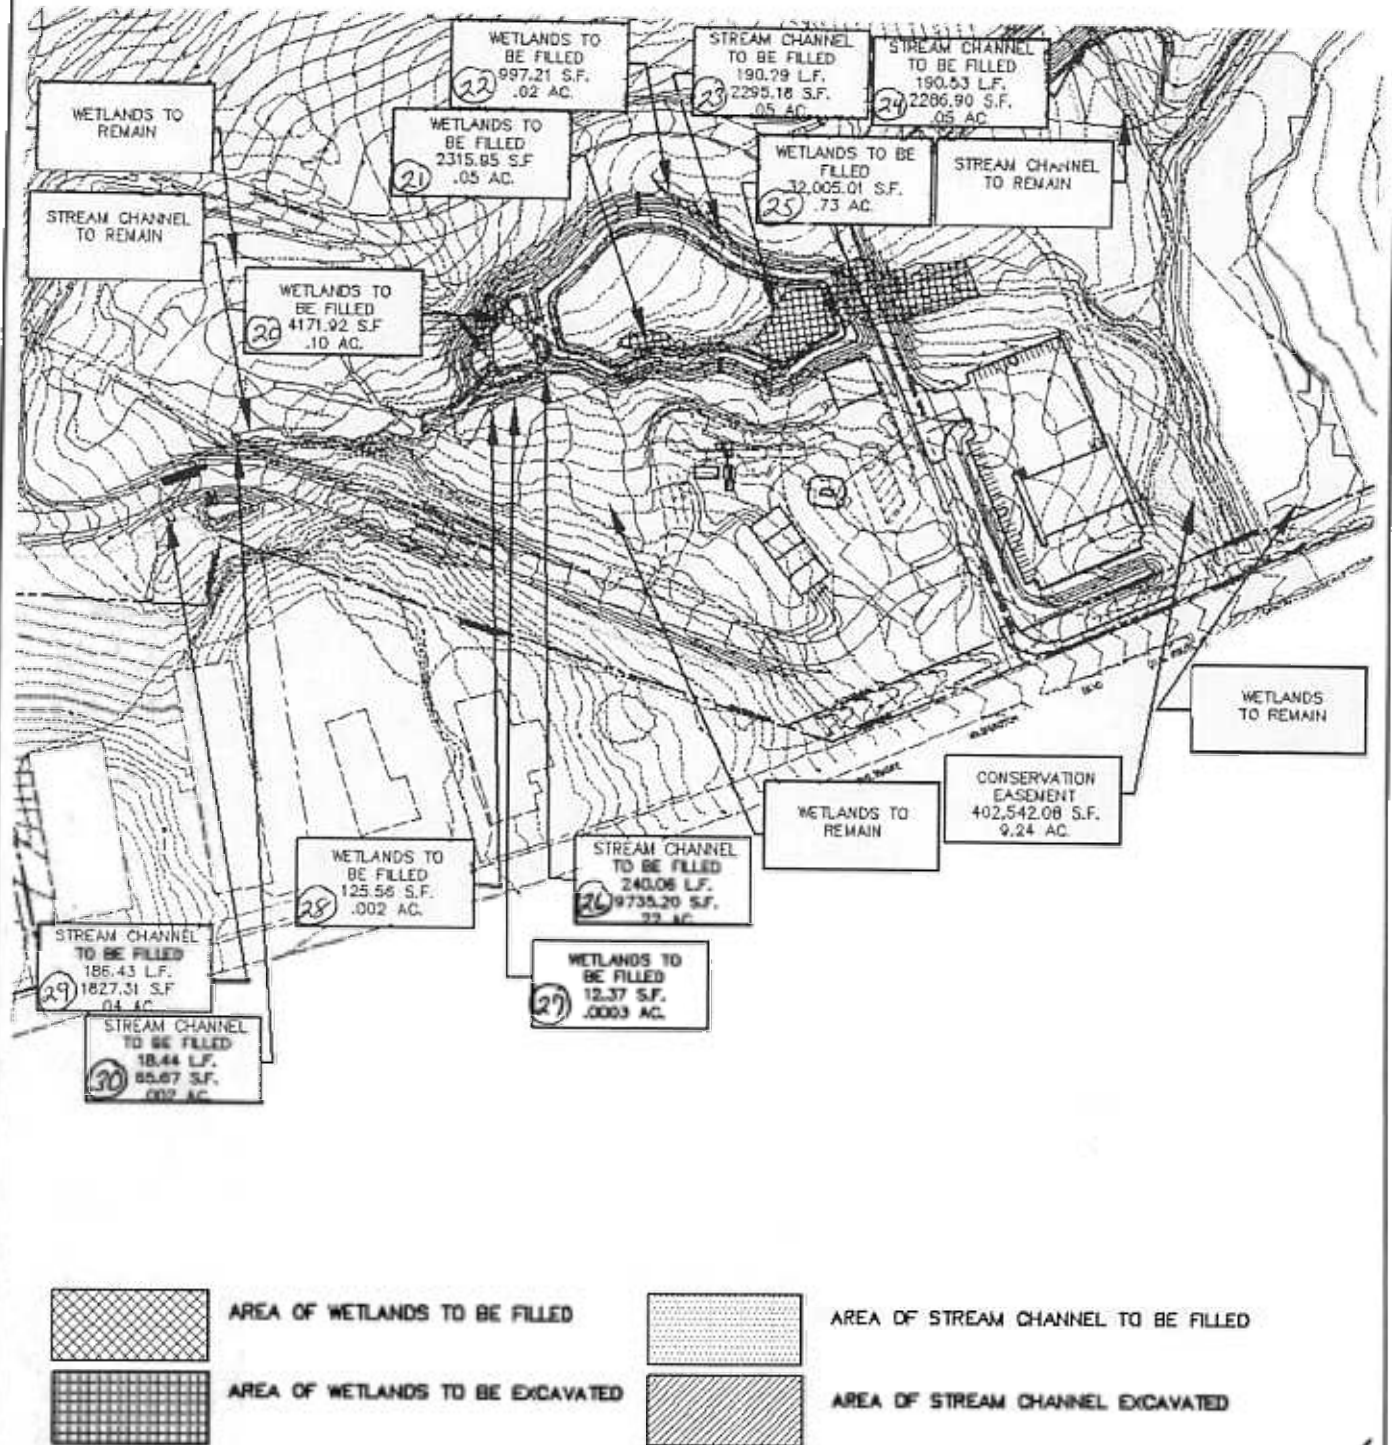 WETLANDS TO
BE FILLED
997.21 S.F.
.02 AC.
22
STREAM CHANNEL
TO BE FILLED
190.29 L.F.
2295.18 S.F.
.05 AC
23
STREAM CHANNEL
TO BE FILLED
190.53 L.F.
2286.90 S.F.
.05 AC
24
WETLANDS TO
REMAIN
WETLANDS TO
BE FILLED
2315.95 S.F
.05 AC.
21
WETLANDS TO BE
FILLED
32,005.01 S.F.
.73 AC.
25
STREAM CHANNEL
TO REMAIN
STREAM CHANNEL
TO REMAIN
WETLANDS TO
BE FILLED
4171.92 S.F
.10 AC.
20
WETLANDS
TO REMAIN
CONSERVATION
EASEMENT
402,542.08 S.F.
9.24 AC.
WETLANDS TO
REMAIN
WETLANDS TO
BE FILLED
125.56 S.F.
.002 AC.
28
STREAM CHANNEL
TO BE FILLED
240.06 L.F.
9735.20 S.F.
.22 AC
26
STREAM CHANNEL
TO BE FILLED
186.43 L.F.
1827.31 S.F
.04 AC
29
WETLANDS TO
BE FILLED
12.37 S.F.
.0003 AC.
27
STREAM CHANNEL
TO BE FILLED
18.44 L.F.
85.67 S.F.
.002 AC.
30
AREA OF WETLANDS TO BE FILLED
AREA OF STREAM CHANNEL TO BE FILLED
AREA OF WETLANDS TO BE EXCAVATED
AREA OF STREAM CHANNEL EXCAVATED